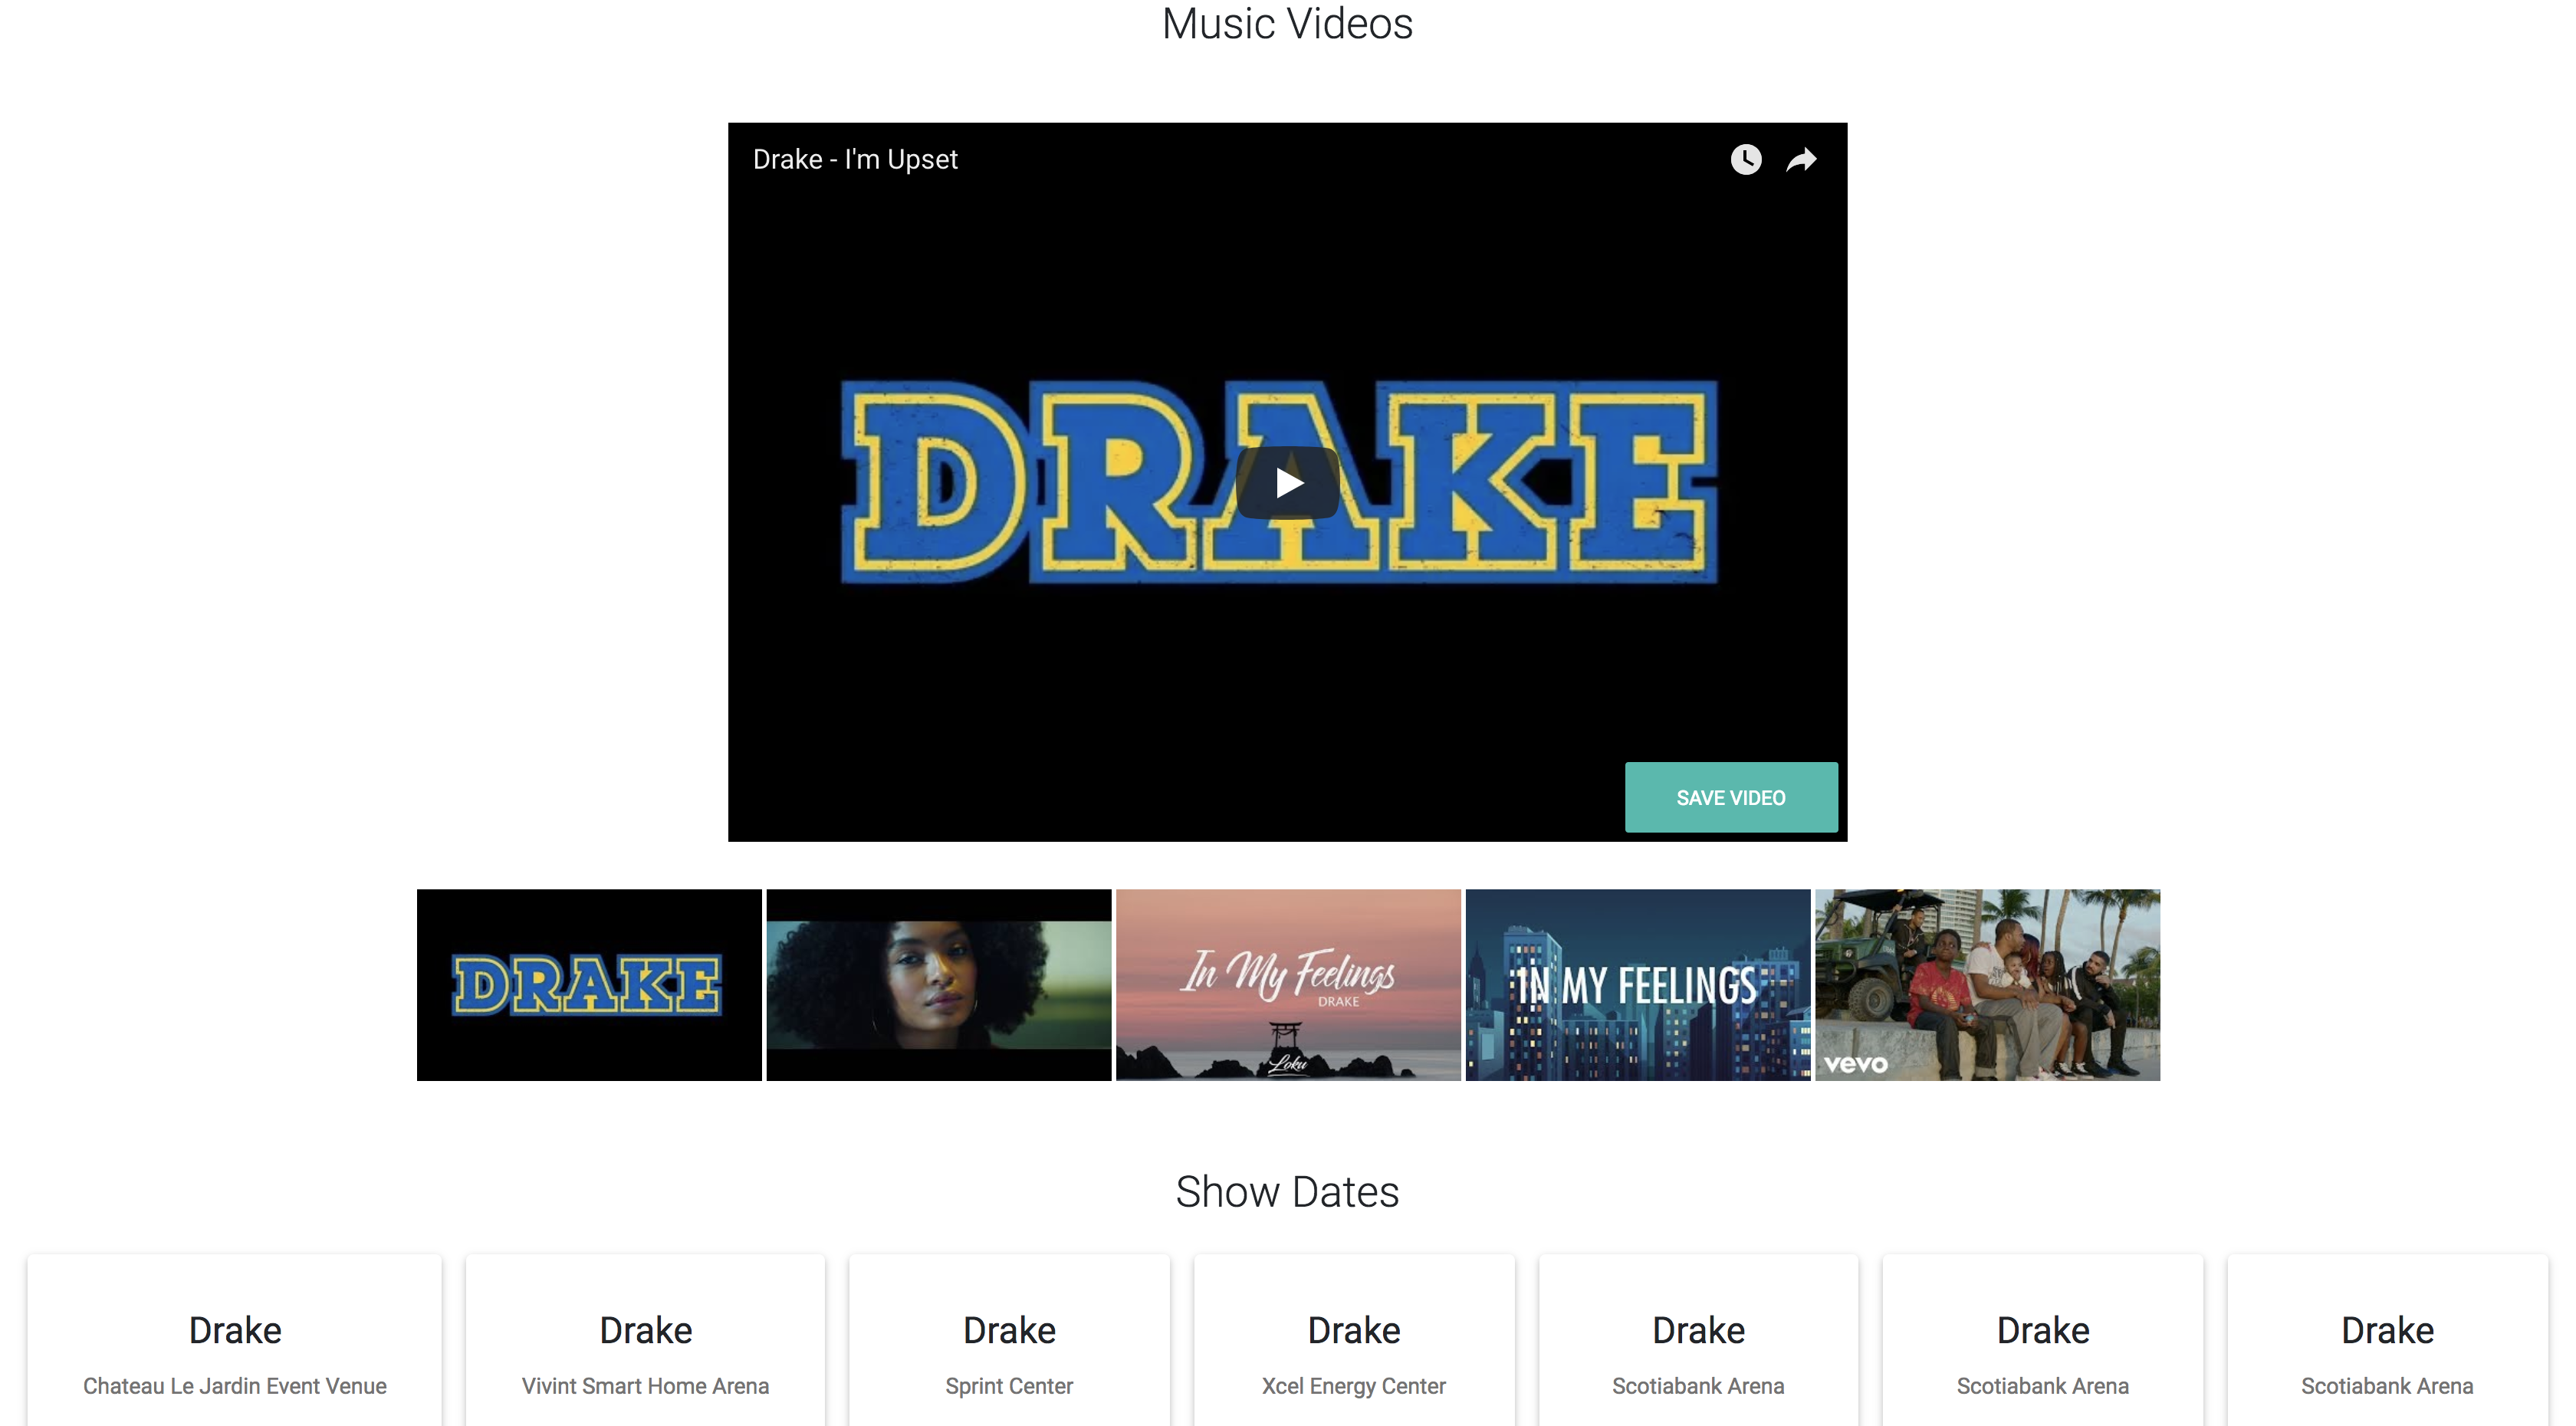 Music Videos
Drake - I'm Upset
DRAKE
SAVE VIDEO
DRAKE
In My Feelings
DRAKE
Loku
IN MY FEELINGS
vevo
Show Dates
Drake
Chateau Le Jardin Event Venue
Drake
Vivint Smart Home Arena
Drake
Sprint Center
Drake
Xcel Energy Center
Drake
Scotiabank Arena
Drake
Scotiabank Arena
Drake
Scotiabank Arena